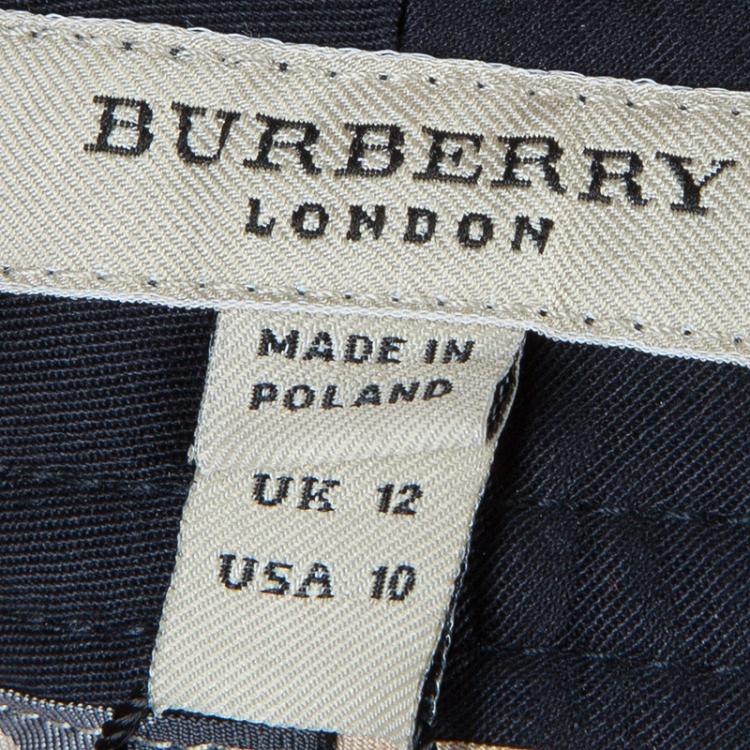 BURBERRY
LONDON
MADE IN
POLAND
UK 12
USA 10